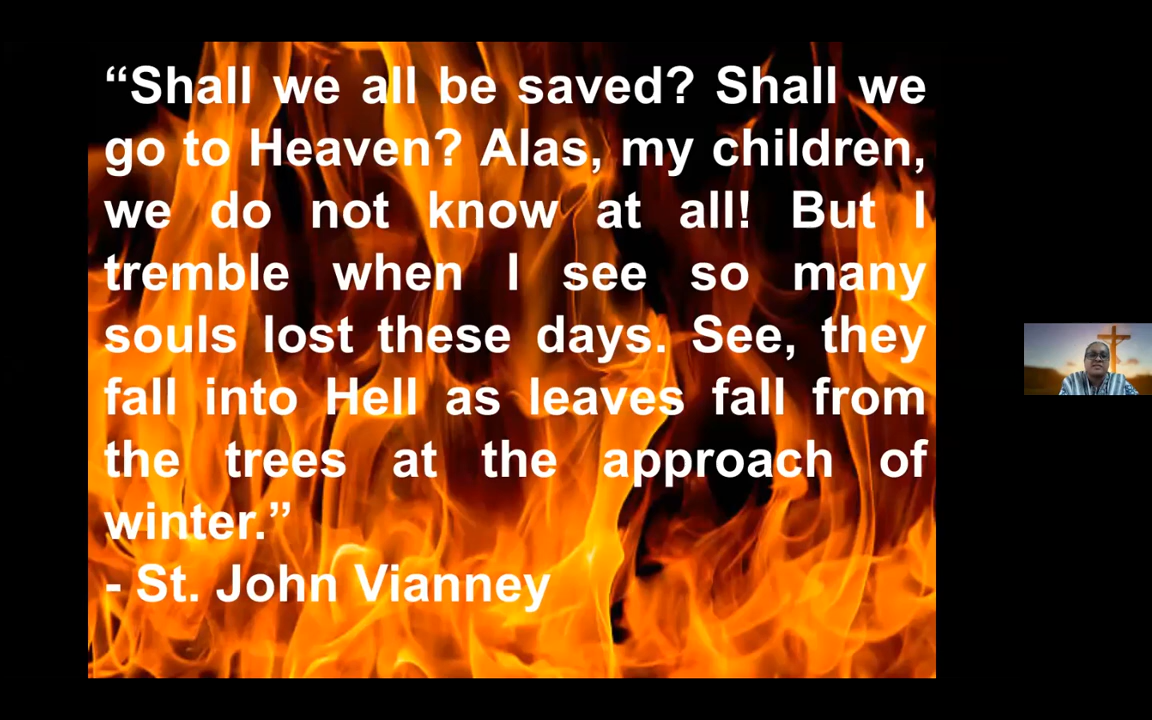 “Shall we all be saved? Shall we
go to Heaven? Alas, my children,
we do not know at all! But I
tremble when I see so many
souls lost these days. See, they
fall into Hell as leaves fall from
the trees at the approach of
winter.”
- St. John Vianney